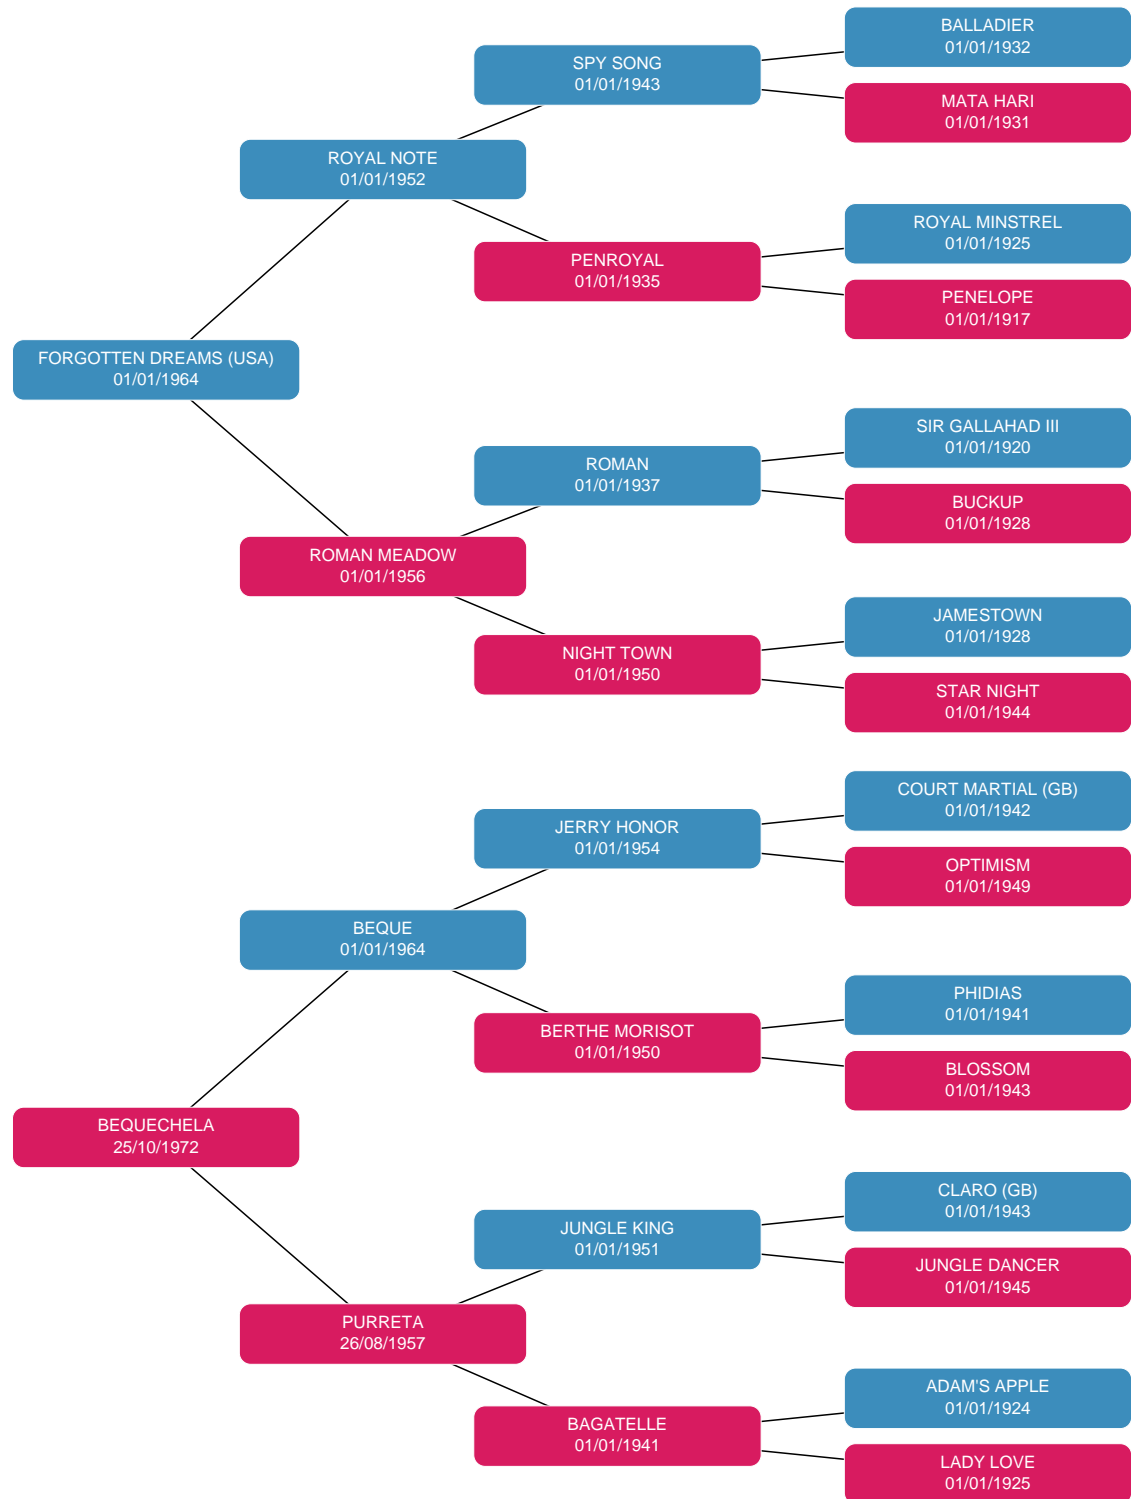 BALLADIER
01/01/1932
SPY SONG
01/01/1943
MATA HARI
01/01/1931
ROYAL NOTE
01/01/1952
ROYAL MINSTREL
01/01/1925
PENROYAL
01/01/1935
PENELOPE
01/01/1917
FORGOTTEN DREAMS (USA)
01/01/1964
SIR GALLAHAD III
01/01/1920
ROMAN
01/01/1937
BUCKUP
01/01/1928
ROMAN MEADOW
01/01/1956
JAMESTOWN
01/01/1928
NIGHT TOWN
01/01/1950
STAR NIGHT
01/01/1944
COURT MARTIAL (GB)
01/01/1942
JERRY HONOR
01/01/1954
OPTIMISM
01/01/1949
BEQUE
01/01/1964
PHIDIAS
01/01/1941
BERTHE MORISOT
01/01/1950
BLOSSOM
01/01/1943
BEQUECHELA
25/10/1972
CLARO (GB)
01/01/1943
JUNGLE KING
01/01/1951
JUNGLE DANCER
01/01/1945
PURRETA
26/08/1957
ADAM'S APPLE
01/01/1924
BAGATELLE
01/01/1941
LADY LOVE
01/01/1925